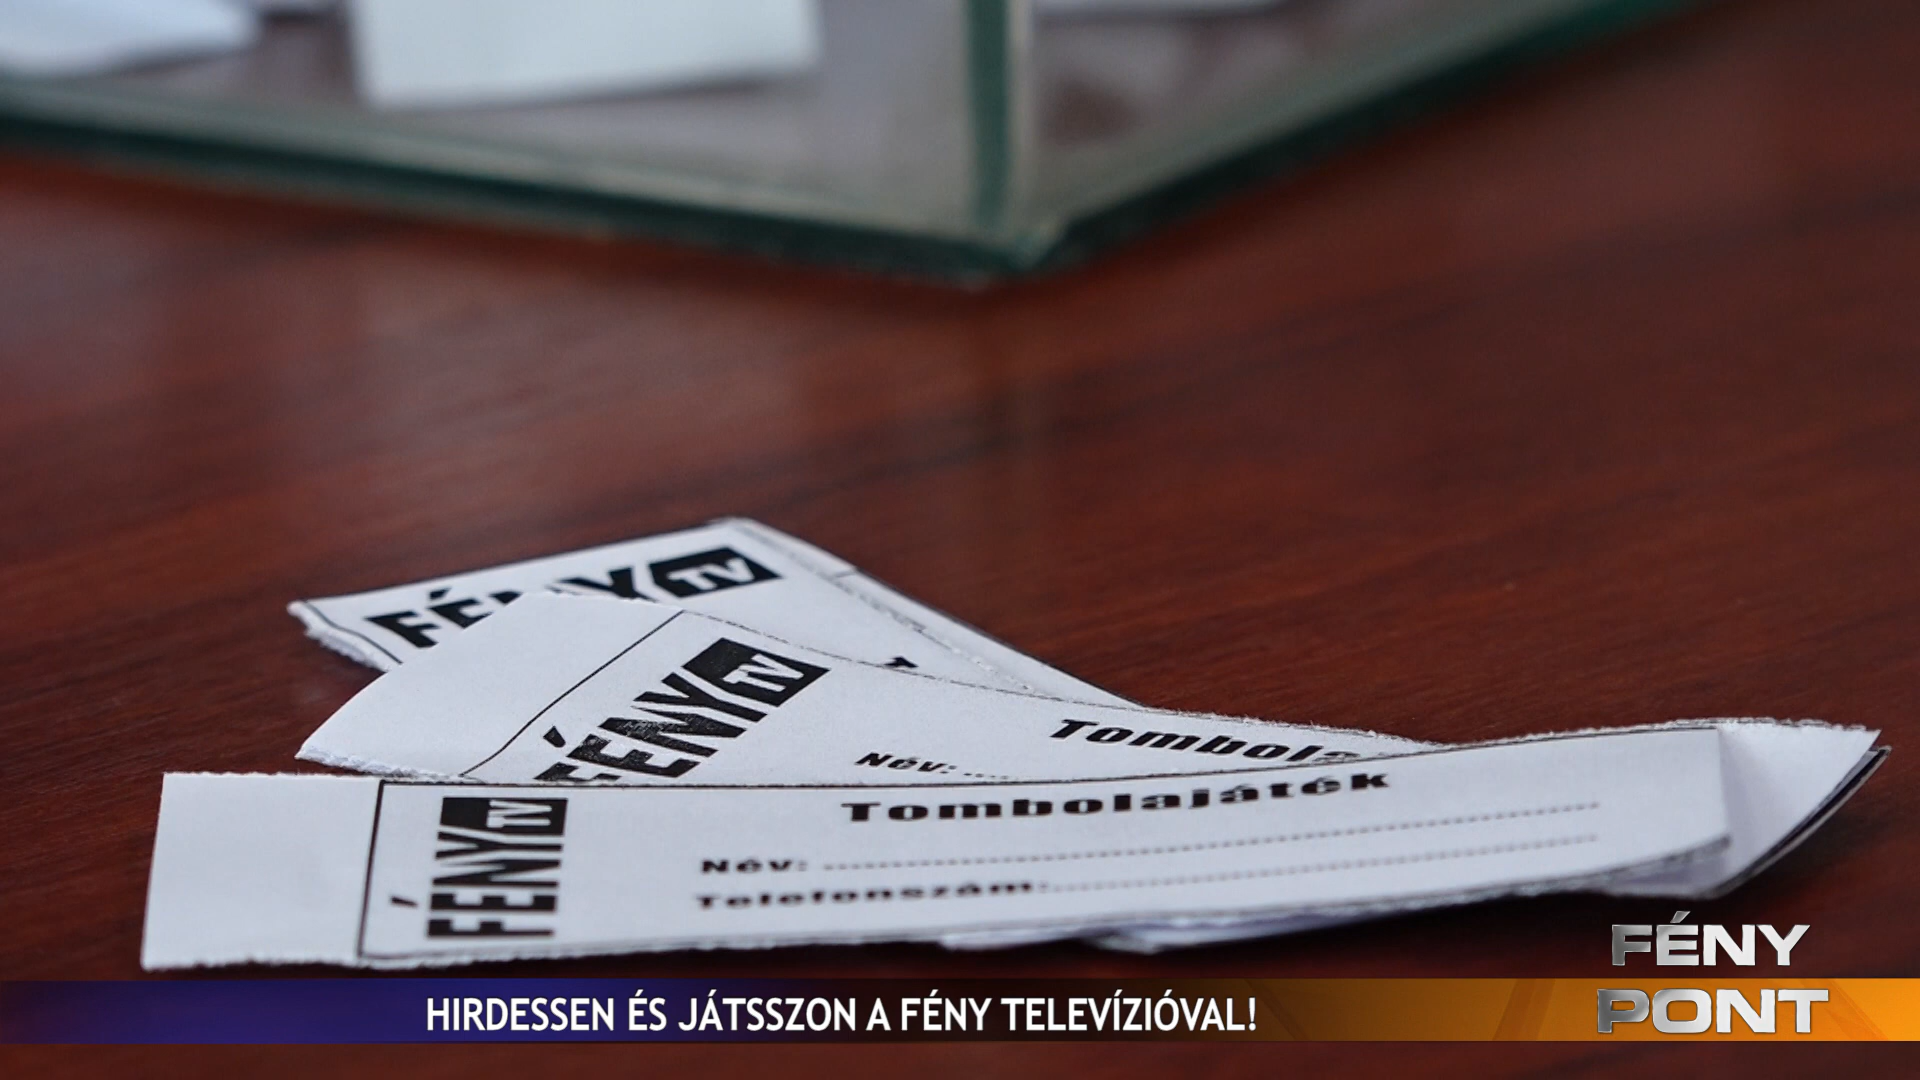 FÉNY TV
FÉNY TV
Tombola
Név:
FÉNY TV
Tombolajáték
Név:
Telefonszám:
FÉNY
PONT
HIRDESSEN ÉS JÁTSSZON A FÉNY TELEVÍZIÓVAL!